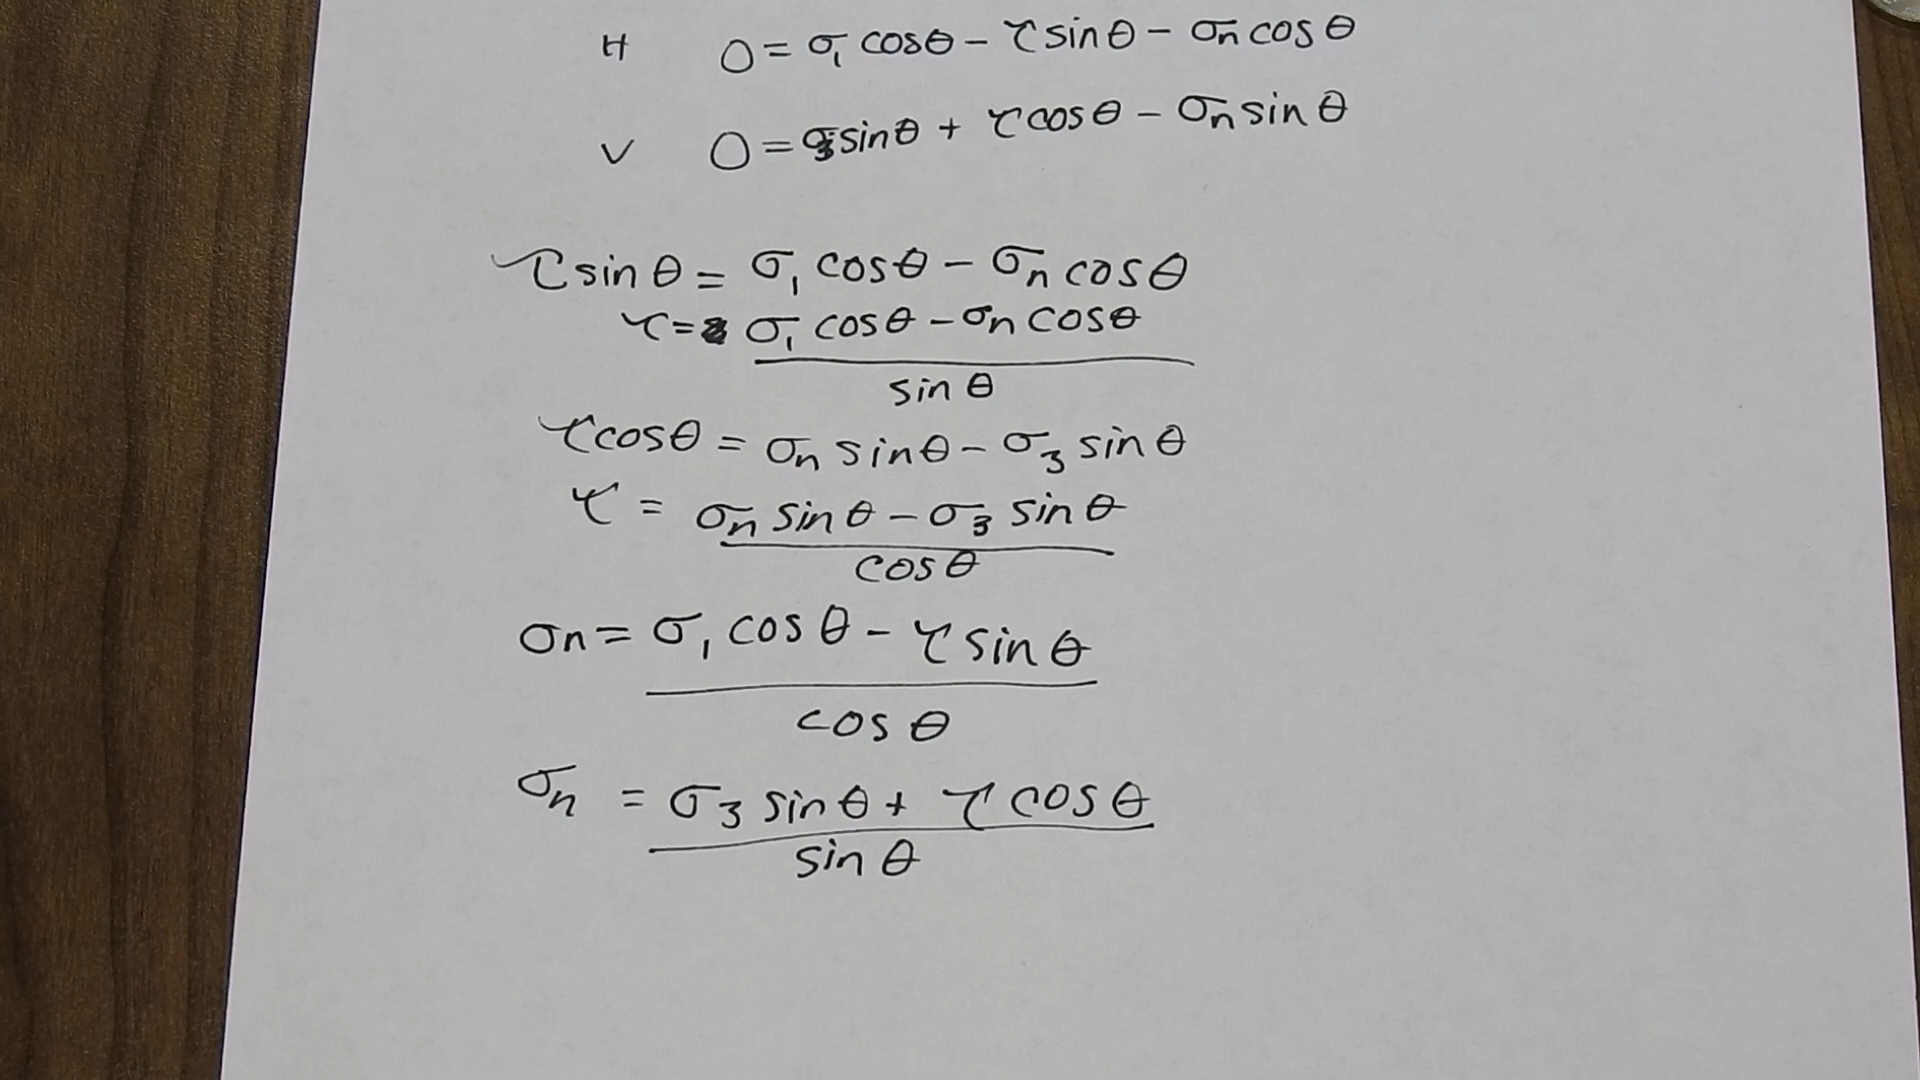 H 0 = σ₁ cosθ − τ sinθ − σn cosθ
V 0 = σ₃ sinθ + τ cosθ − σn sinθ
τ sinθ = σ₁ cosθ − σn cosθ
τ = σ₁ cosθ − σn cosθ
sinθ
τ cosθ = σn sinθ − σ₃ sinθ
τ = σn sinθ − σ₃ sinθ
cosθ
σn = σ₁ cosθ − τ sinθ
cosθ
σn = σ₃ sinθ + τ cosθ
sinθ